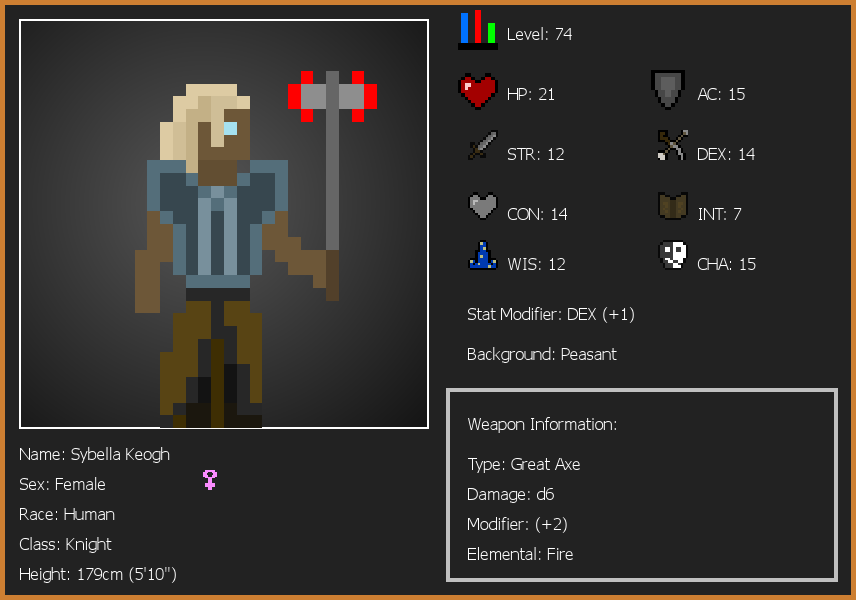 Level: 74
HP: 21
AC: 15
STR: 12
DEX: 14
CON: 14
INT: 7
WIS: 12
CHA: 15
Stat Modifier: DEX (+1)
Background: Peasant
Weapon Information:
Type: Great Axe
Damage: d6
Modifier: (+2)
Elemental: Fire
Name: Sybella Keogh
Sex: Female
Race: Human
Class: Knight
Height: 179cm (5'10")